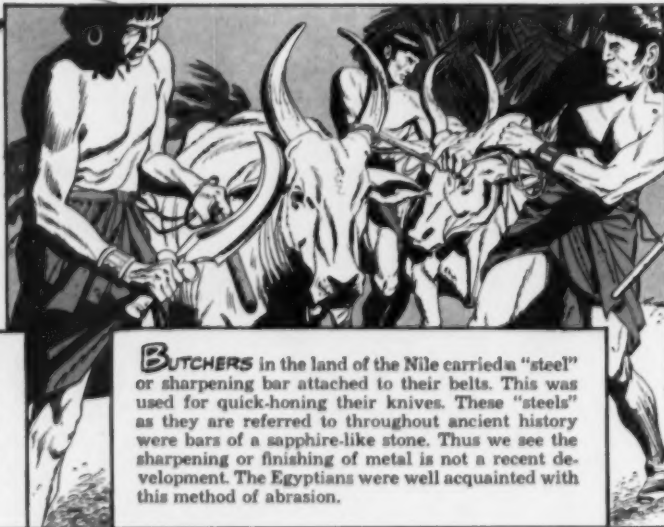 BUTCHERS in the land of the Nile carried a "steel"
or sharpening bar attached to their belts. This was
used for quick-honing their knives. These "steels"
as they are referred to throughout ancient history
were bars of a sapphire-like stone. Thus we see the
sharpening or finishing of metal is not a recent de-
velopment. The Egyptians were well acquainted with
this method of abrasion.